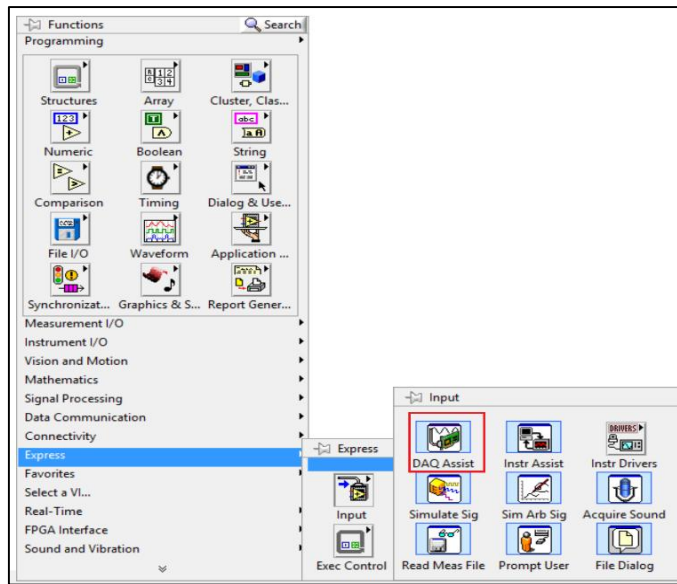 Functions
Search
Programming
Structures
Array
Cluster, Clas...
Numeric
Boolean
String
Comparison
Timing
Dialog & Use...
File I/O
Waveform
Application ...
Synchronizat...
Graphics & S...
Report Gener...
Measurement I/O
Instrument I/O
Vision and Motion
Mathematics
Signal Processing
Data Communication
Connectivity
Express
Favorites
Select a VI...
Real-Time
FPGA Interface
Sound and Vibration
Express
Input
Exec Control
Input
DAQ Assist
Instr Assist
DRIVERS
Instr Drivers
Simulate Sig
Sim Arb Sig
Acquire Sound
Read Meas File
Prompt User
File Dialog